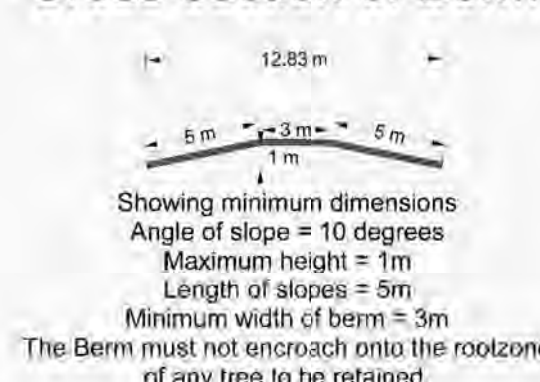 12.83 m
5 m
3 m
5 m
1 m
Showing minimum dimensions
Angle of slope = 10 degrees
Maximum height = 1m
Length of slopes = 5m
Minimum width of berm = 3m
The Berm must not encroach onto the rootzone
of any tree to be retained.